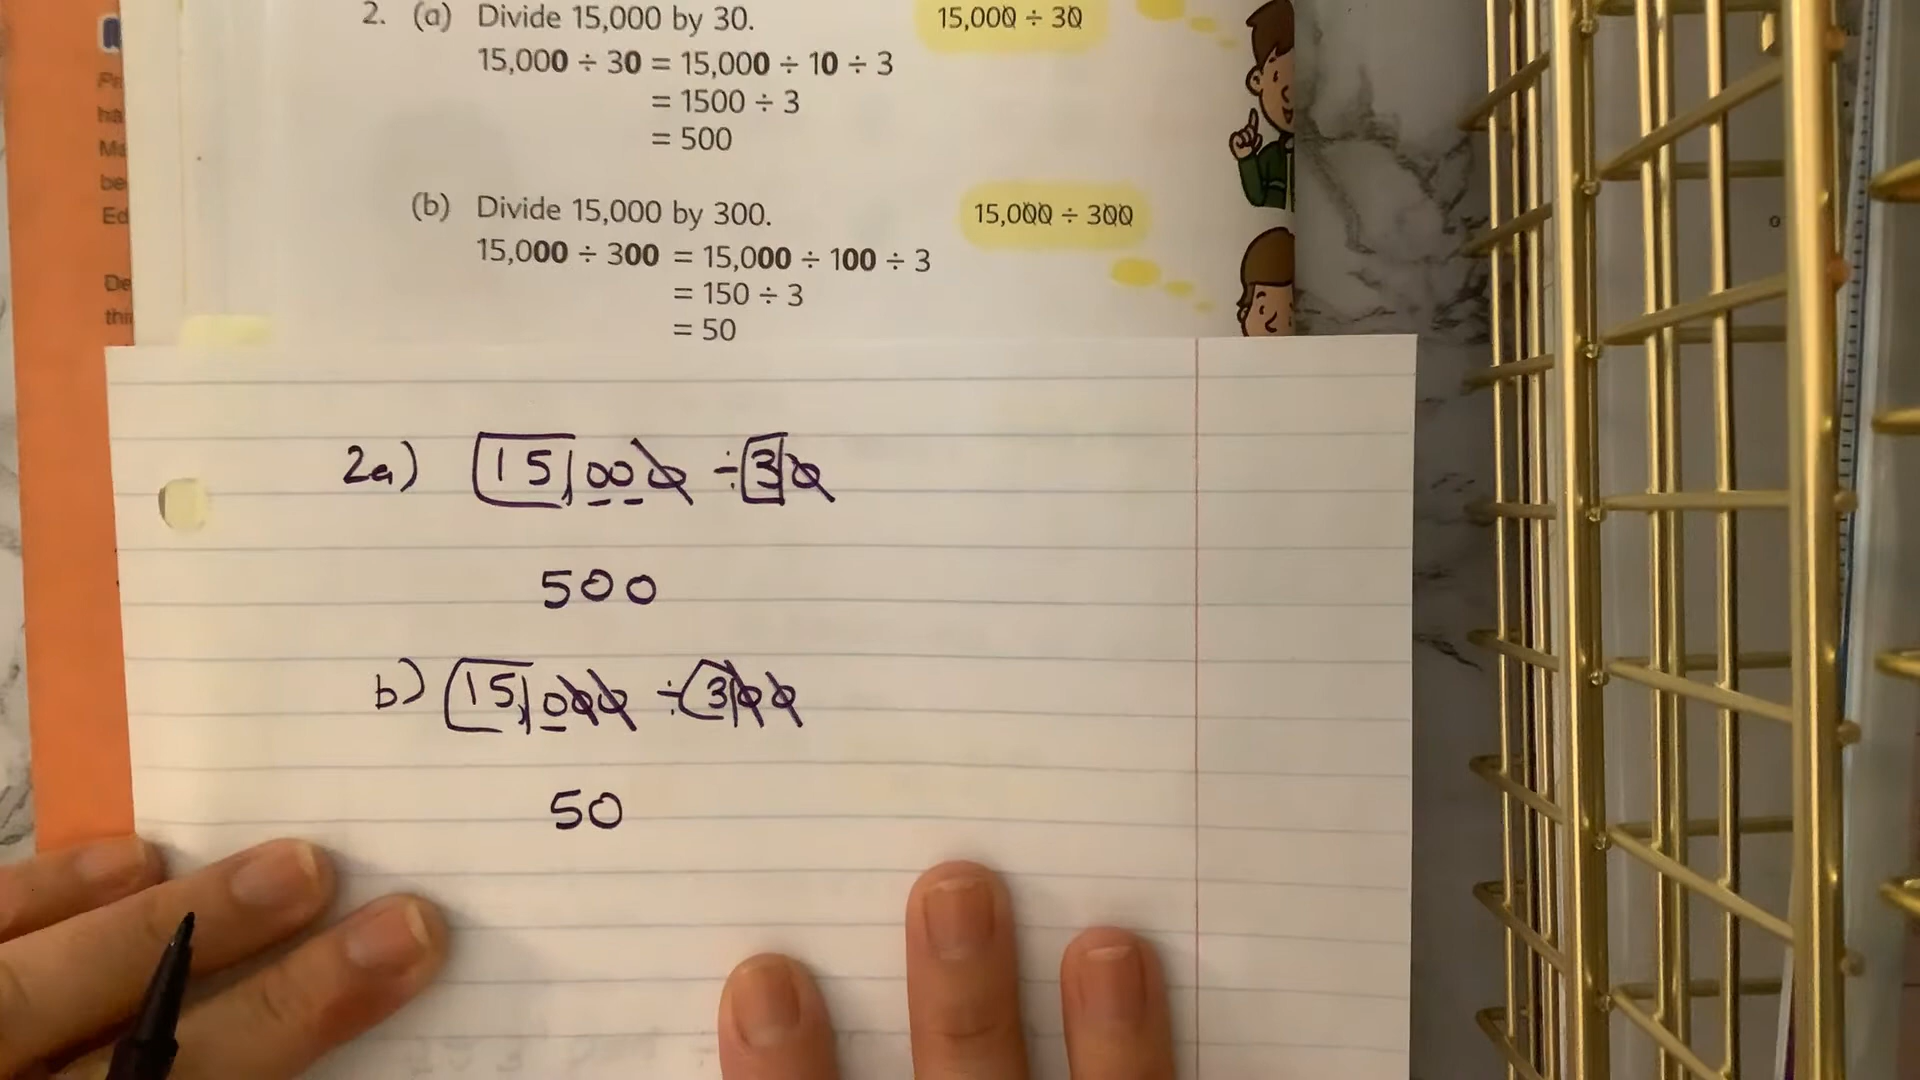 2. (a) Divide 15,000 by 30.
15,000 ÷ 30
15,000 ÷ 30 = 15,000 ÷ 10 ÷ 3
= 1500 ÷ 3
= 500
(b) Divide 15,000 by 300.
15,000 ÷ 300
15,000 ÷ 300 = 15,000 ÷ 100 ÷ 3
= 150 ÷ 3
= 50
2a) 15,000 ÷ 30
500
b) 15,000 ÷ 300
50